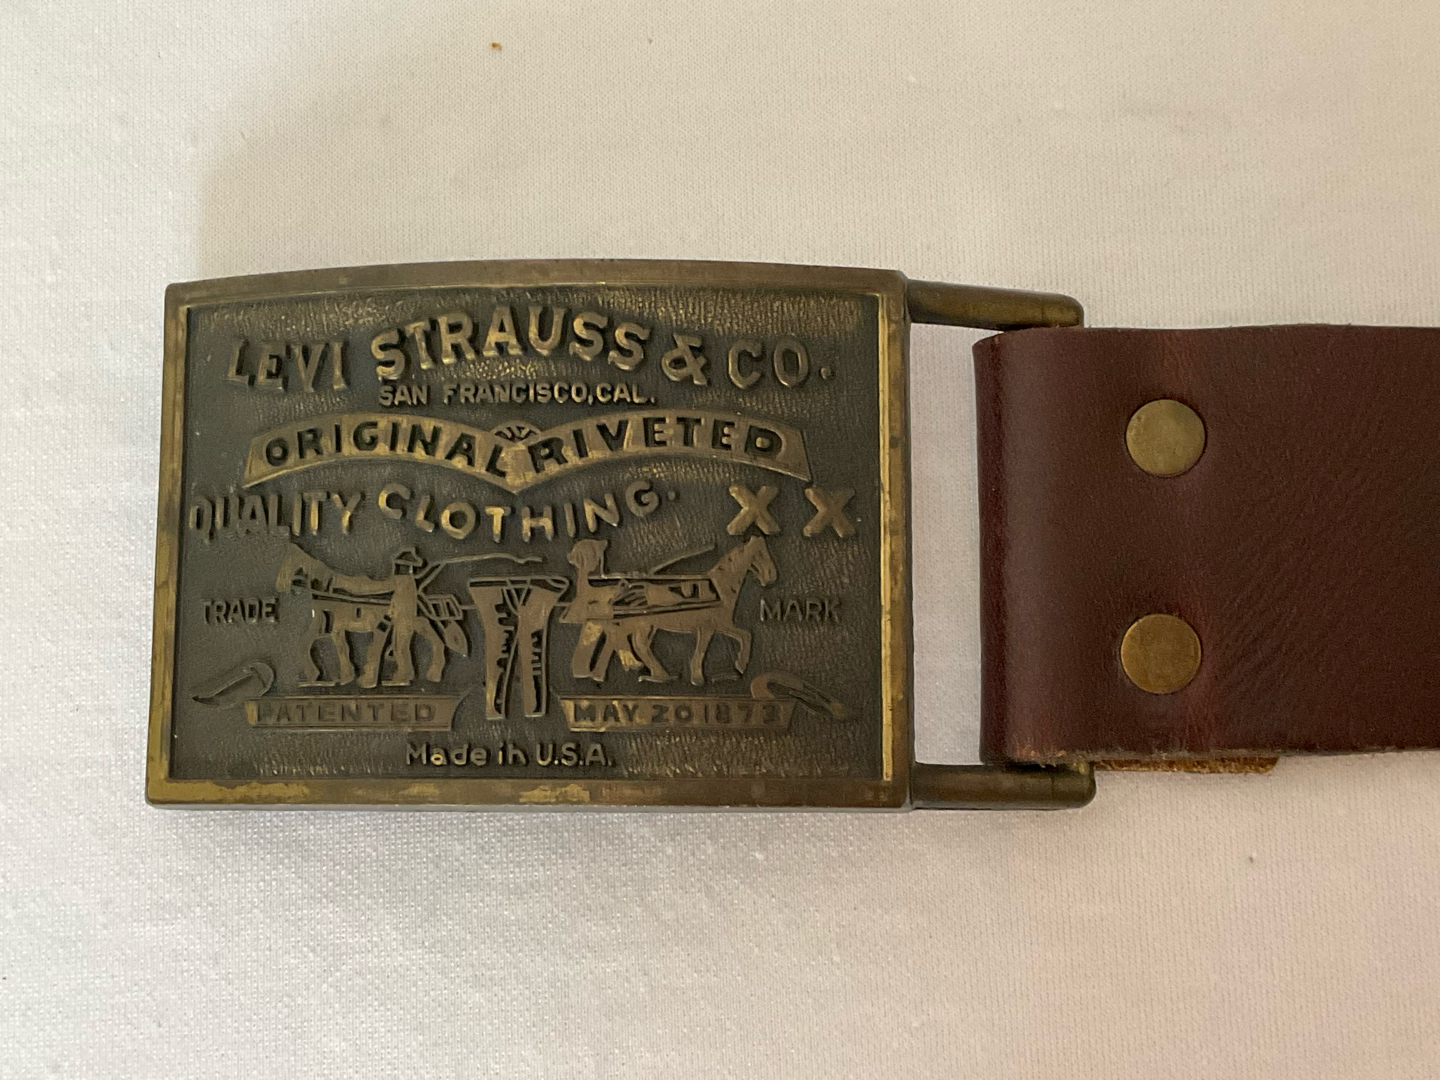 LEVI STRAUSS & CO.
SAN FRANCISCO, CAL.
ORIGINAL RIVETED
QUALITY CLOTHING. XX
TRADE MARK
PATENTED MAY 20 1873
Made in U.S.A.